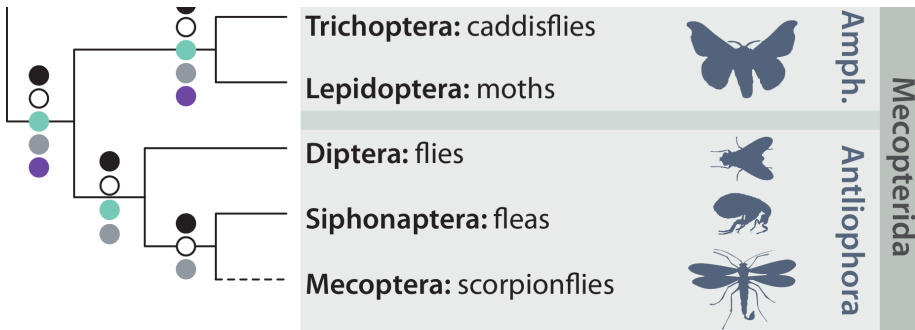 Trichoptera: caddisflies
Lepidoptera: moths
Amph.
Diptera: flies
Siphonaptera: fleas
Mecoptera: scorpionflies
Antliophora
Mecopterida